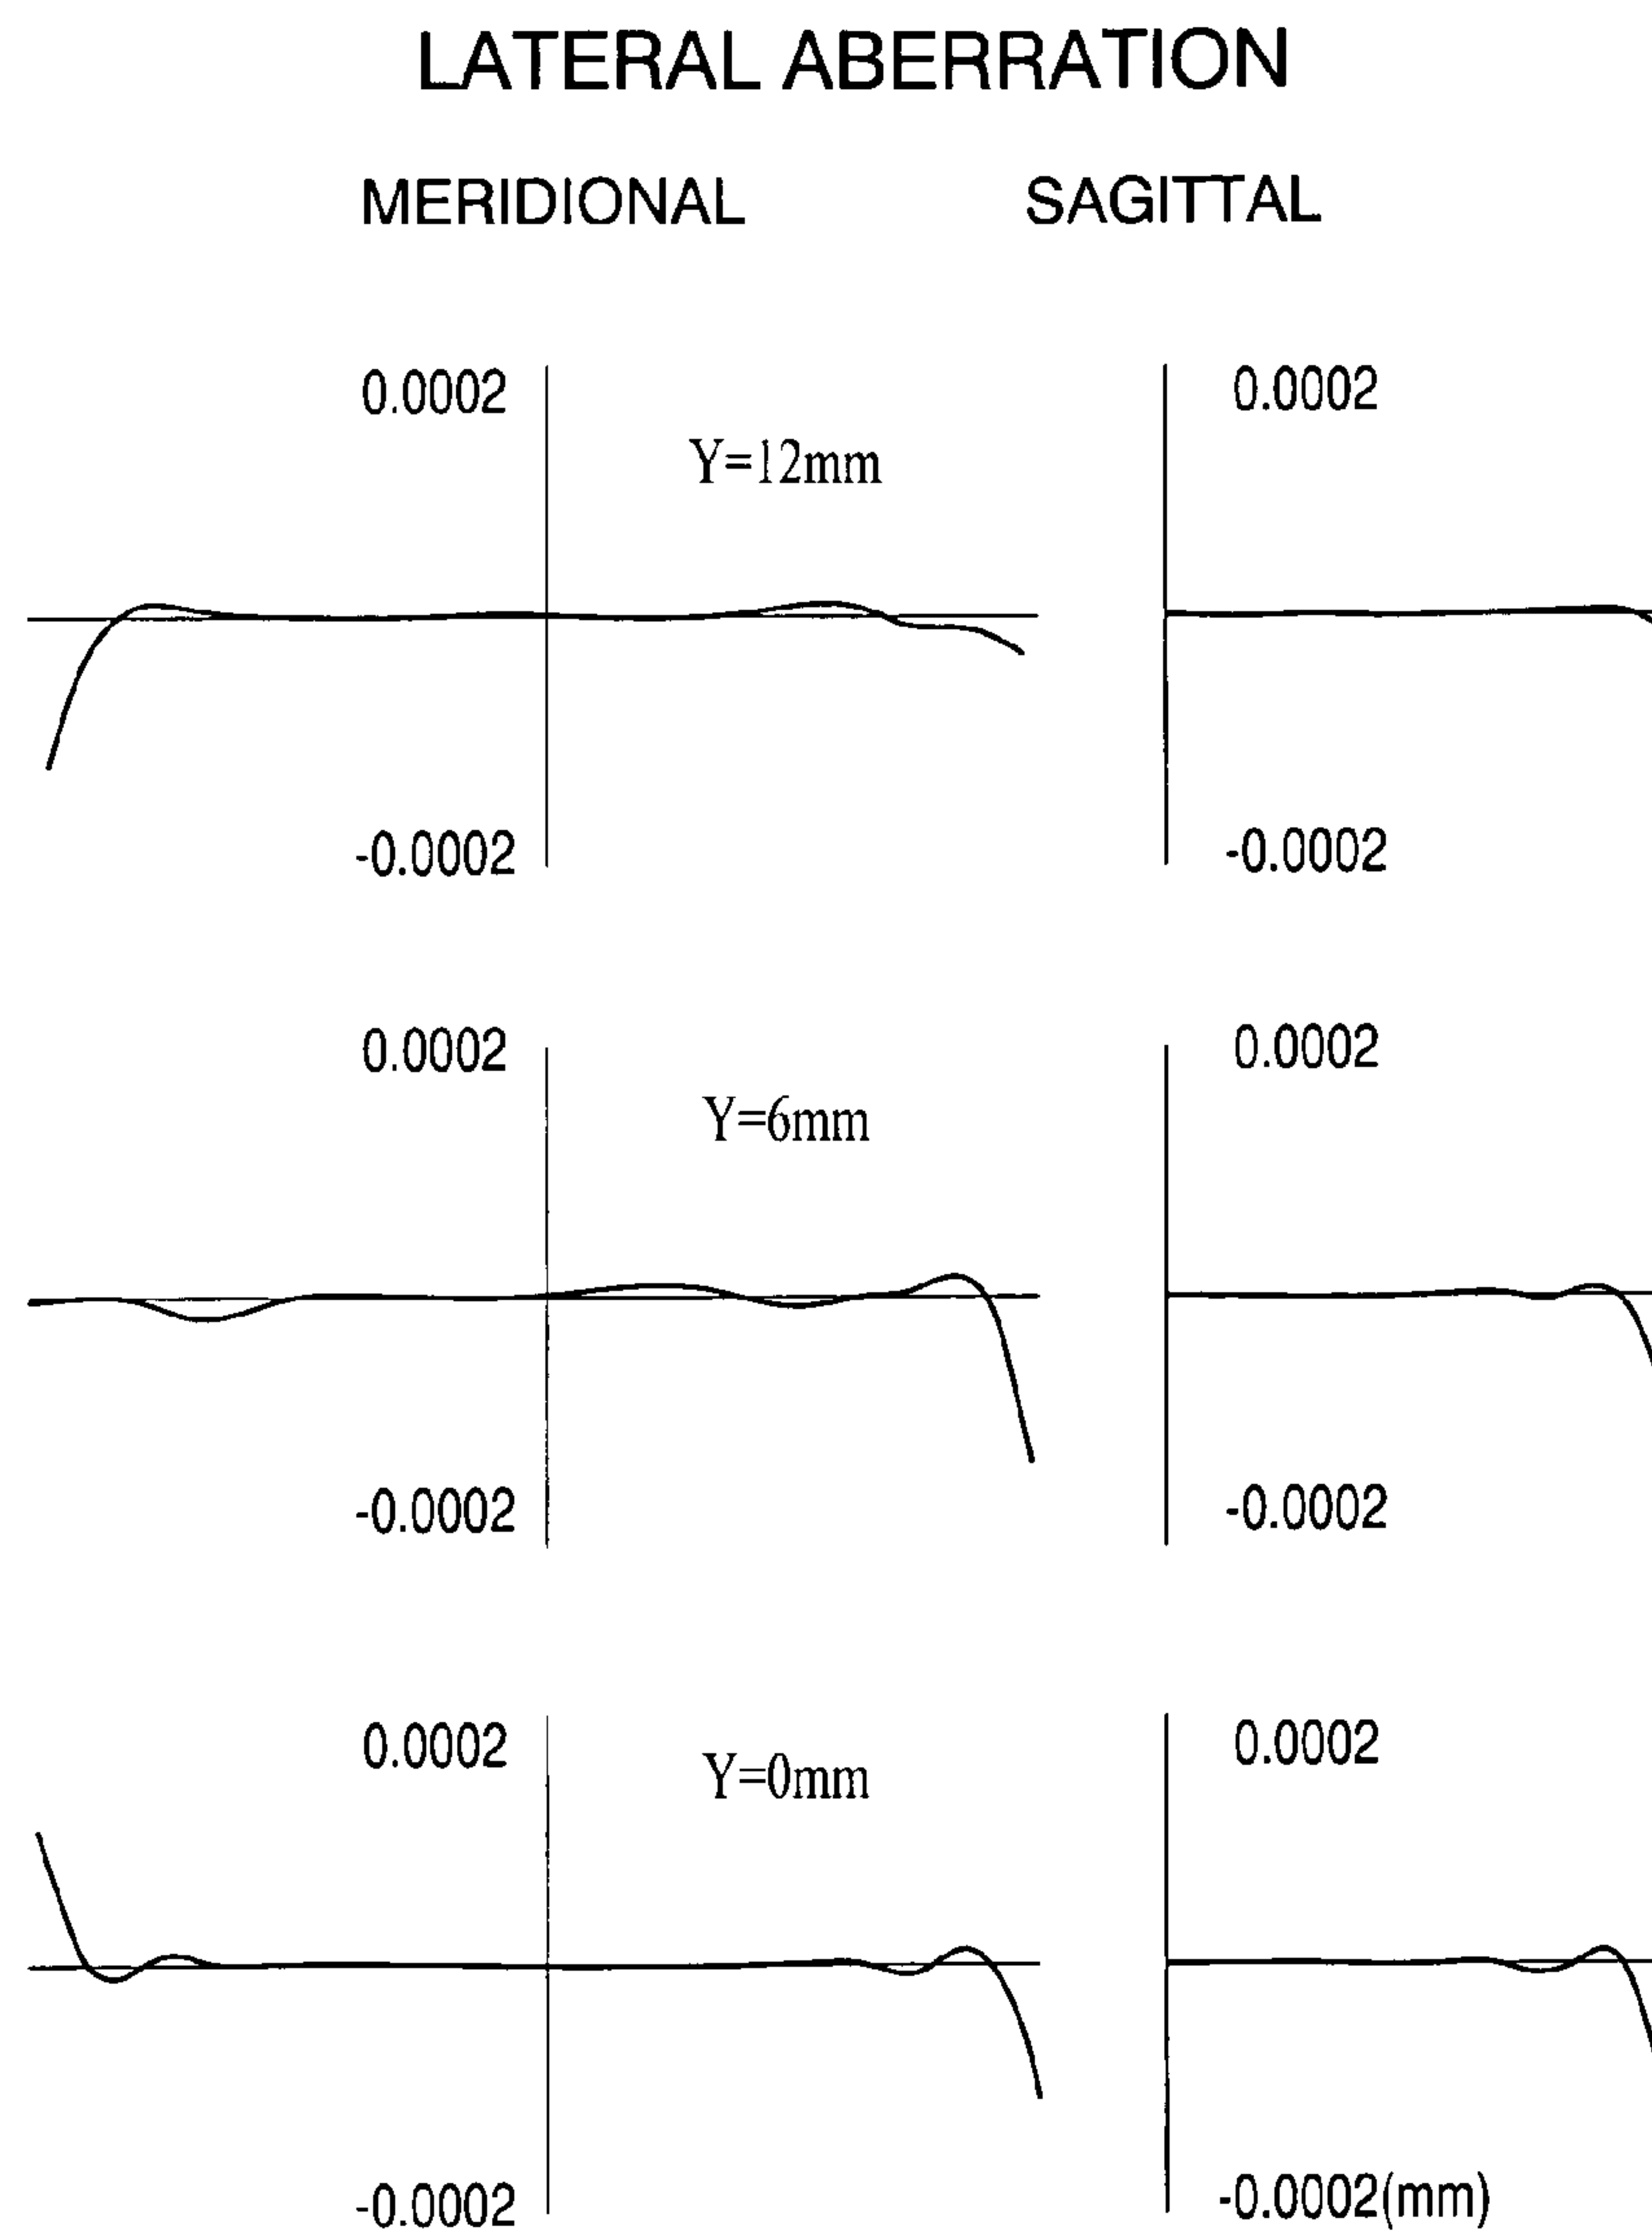 LATERAL ABERRATION
MERIDIONAL SAGITTAL
0.0002 0.0002
Y=12mm
-0.0002 -0.0002
0.0002 0.0002
Y=6mm
-0.0002 -0.0002
0.0002 0.0002
Y=0mm
-0.0002 -0.0002(mm)